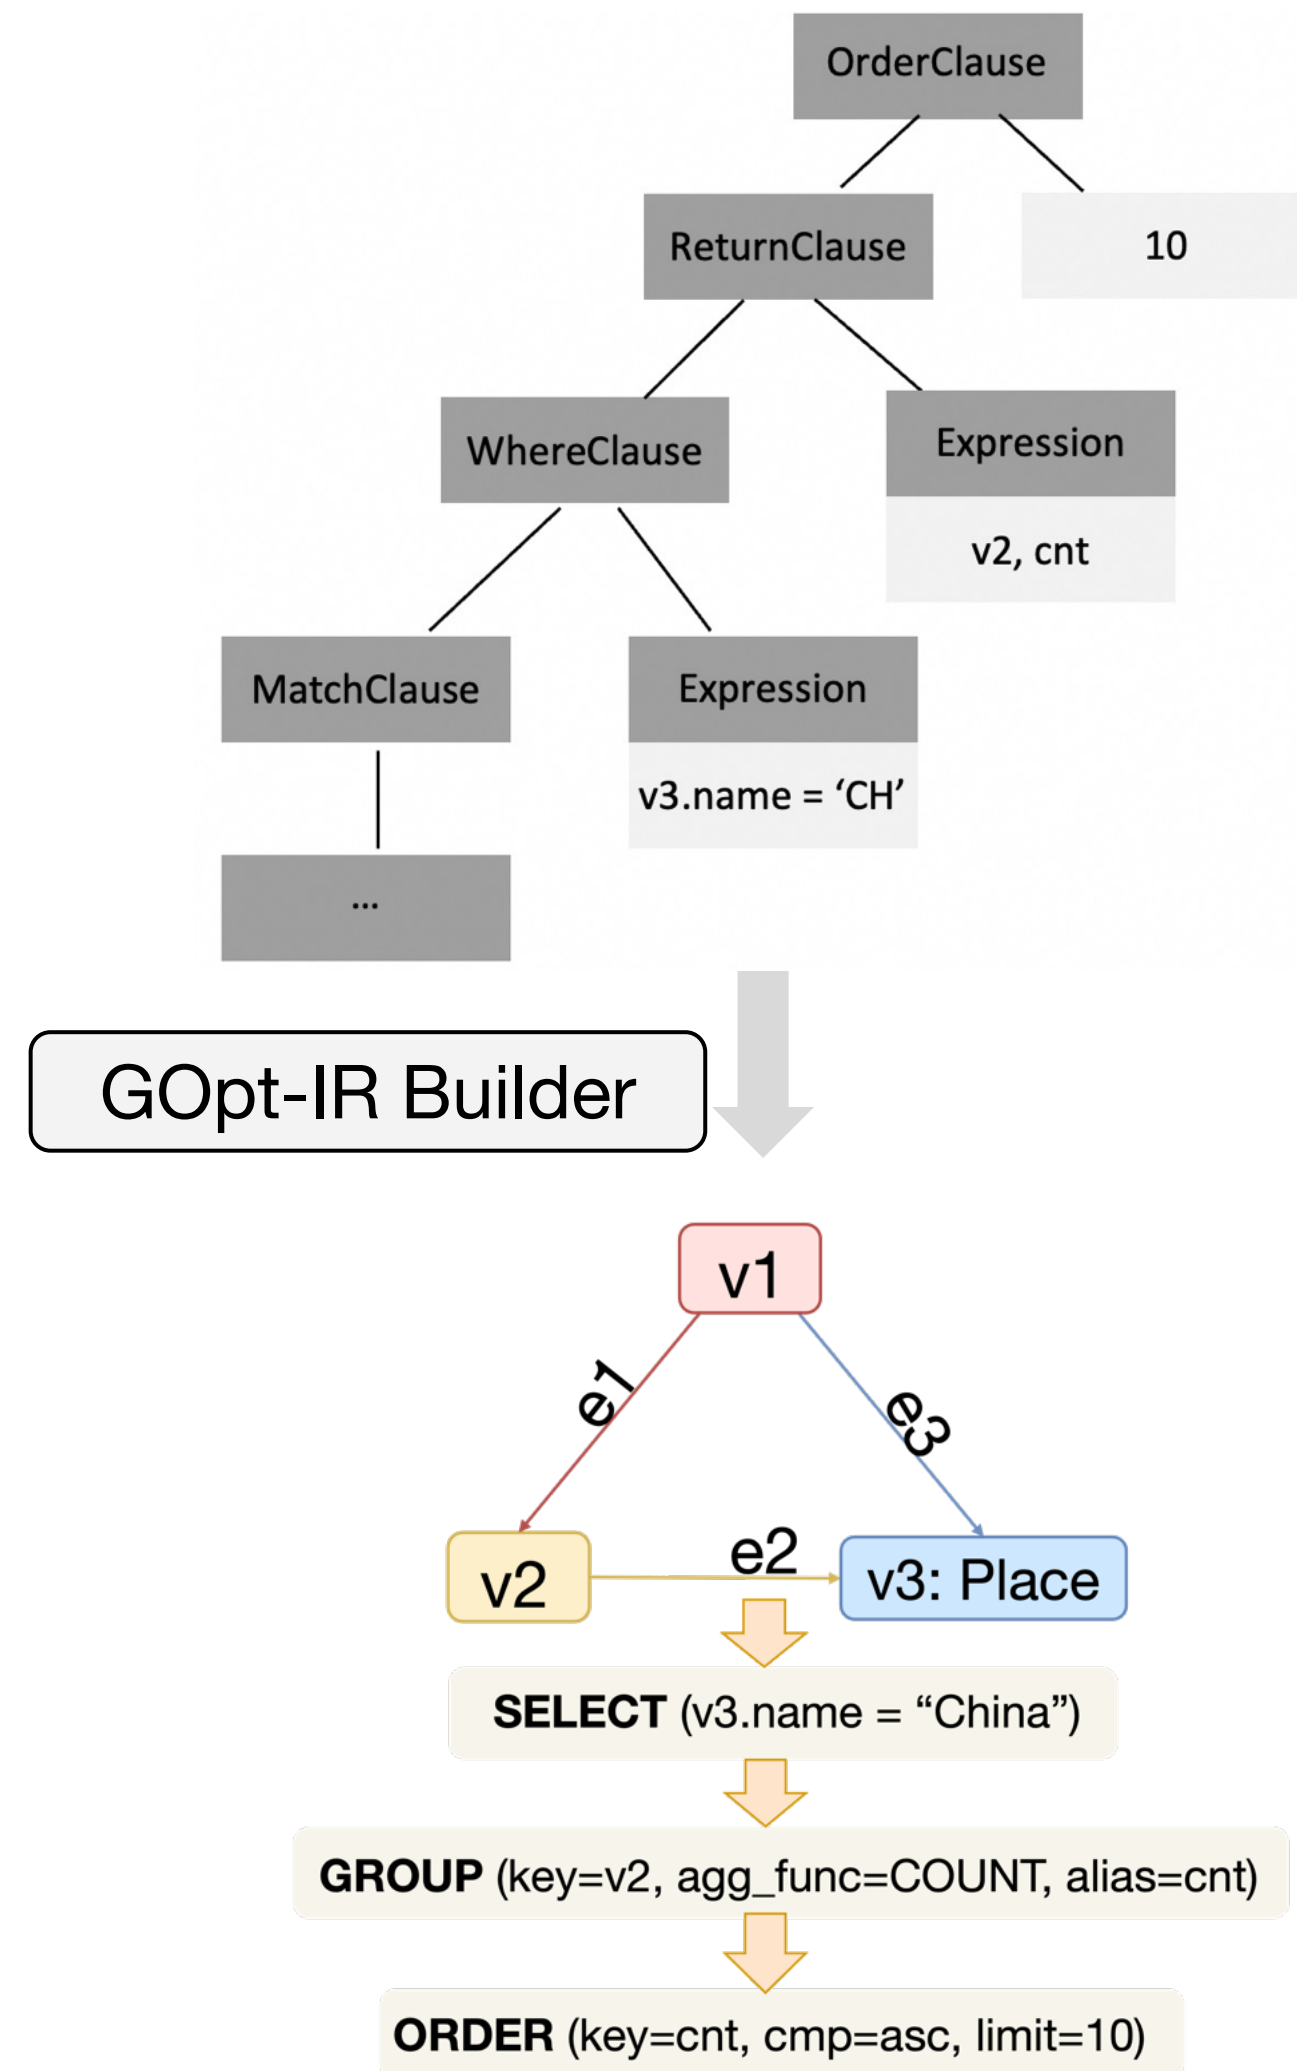 OrderClause
ReturnClause
10
WhereClause
Expression
v2, cnt
MatchClause
Expression
v3.name = ‘CH’
...
GOpt-IR Builder
v1
e1
e3
v2
e2
v3: Place
SELECT (v3.name = “China”)
GROUP (key=v2, agg_func=COUNT, alias=cnt)
ORDER (key=cnt, cmp=asc, limit=10)